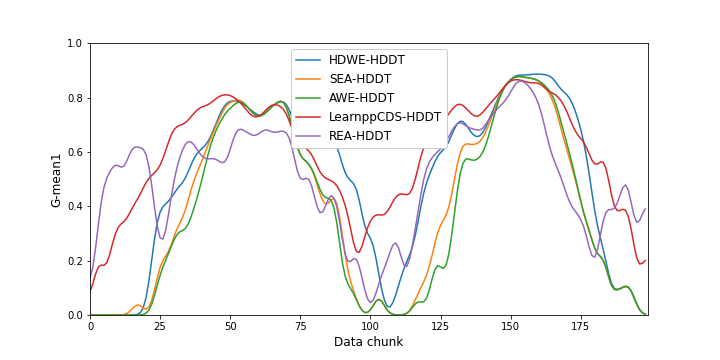 1.0
0.8
0.6
0.4
0.2
0.0
G-mean1
HDWE-HDDT
SEA-HDDT
AWE-HDDT
LearnppCDS-HDDT
REA-HDDT
0 25 50 75 100 125 150 175
Data chunk